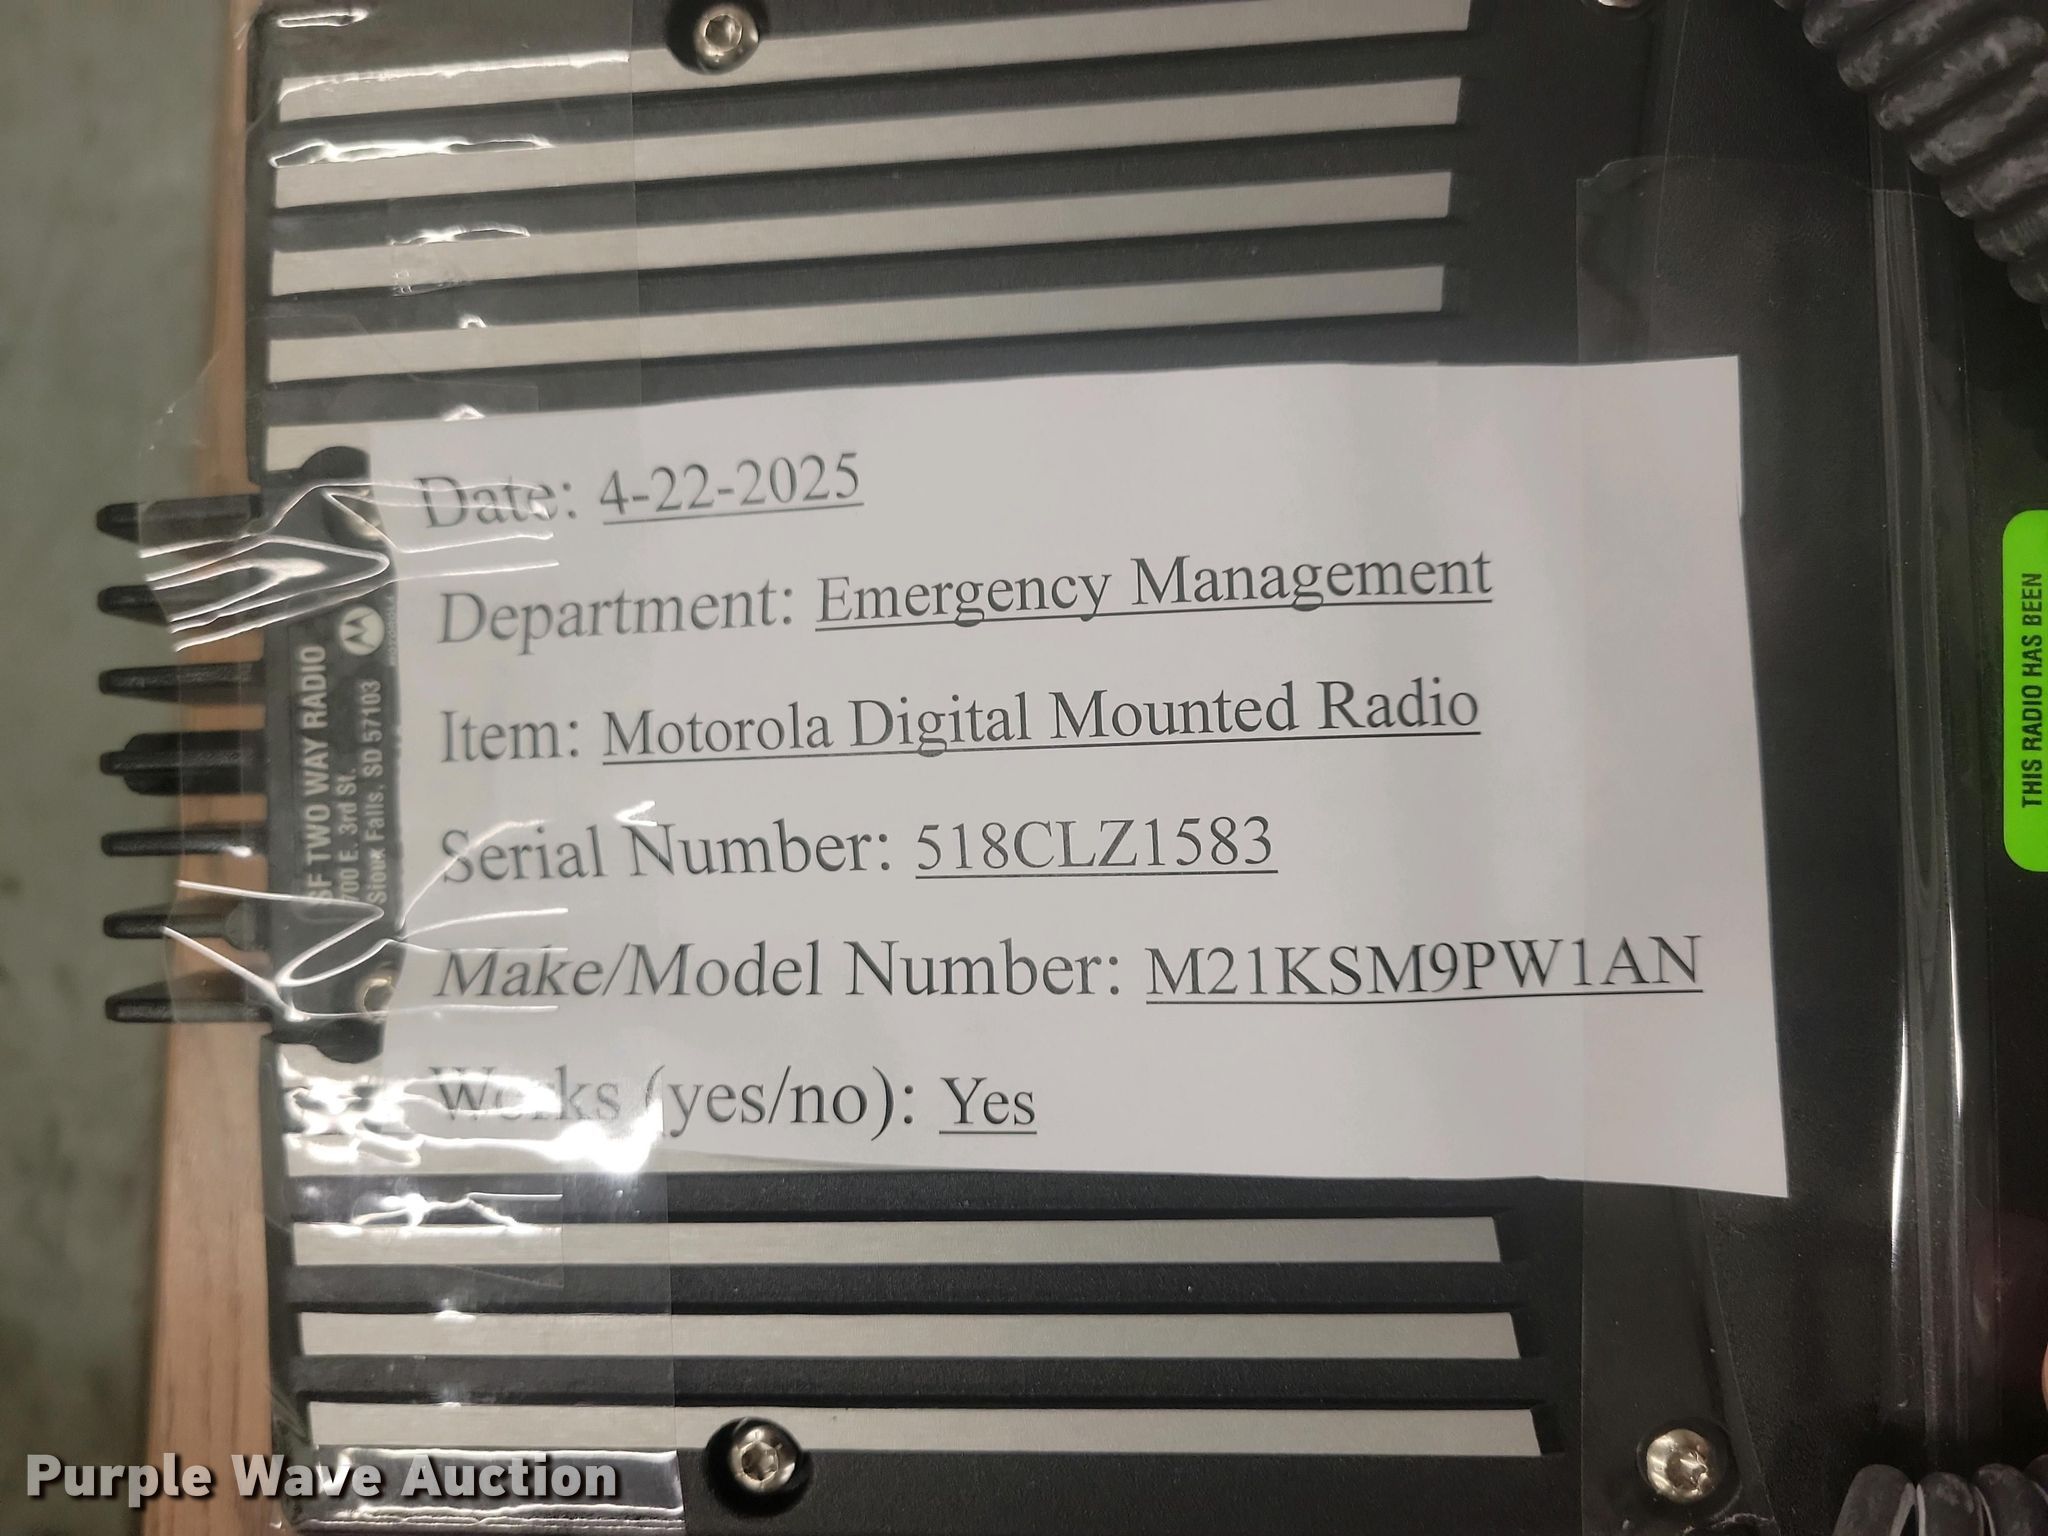 Date: 4-22-2025
Department: Emergency Management
Item: Motorola Digital Mounted Radio
Serial Number: 518CLZ1583
Make/Model Number: M21KSM9PW1AN
Works (yes/no): Yes
SF TWO WAY RADIO
700 E. 3rd St.
Sioux Falls, SD 57103
THIS RADIO HAS BEEN
Purple Wave Auction